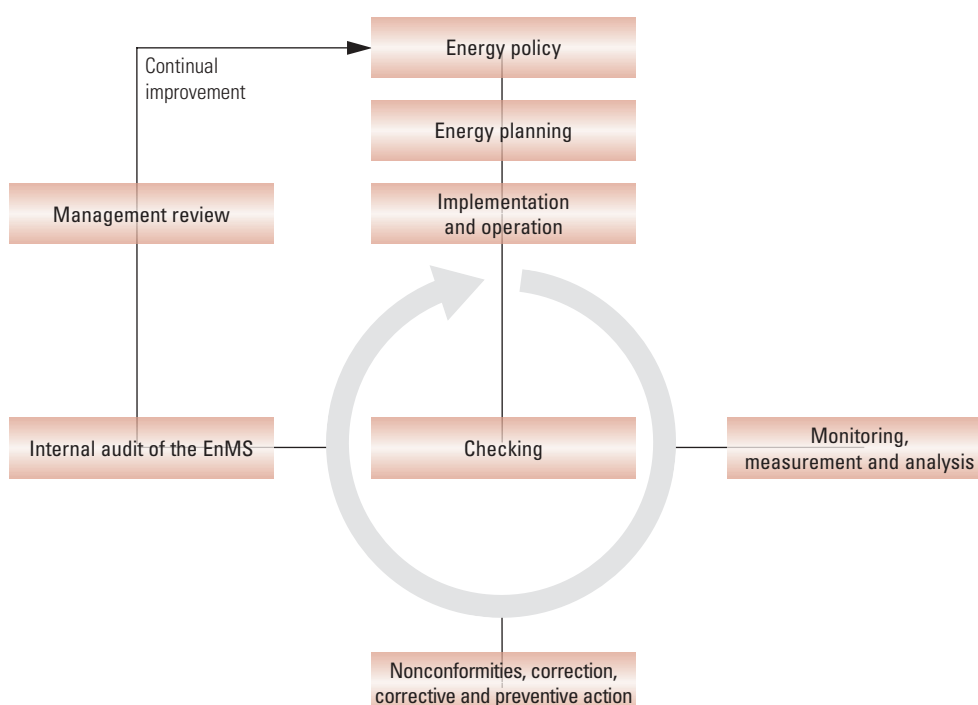 Energy policy
Continual
improvement
Energy planning
Management review
Implementation
and operation
Internal audit of the EnMS
Checking
Monitoring,
measurement and analysis
Nonconformities, correction,
corrective and preventive action